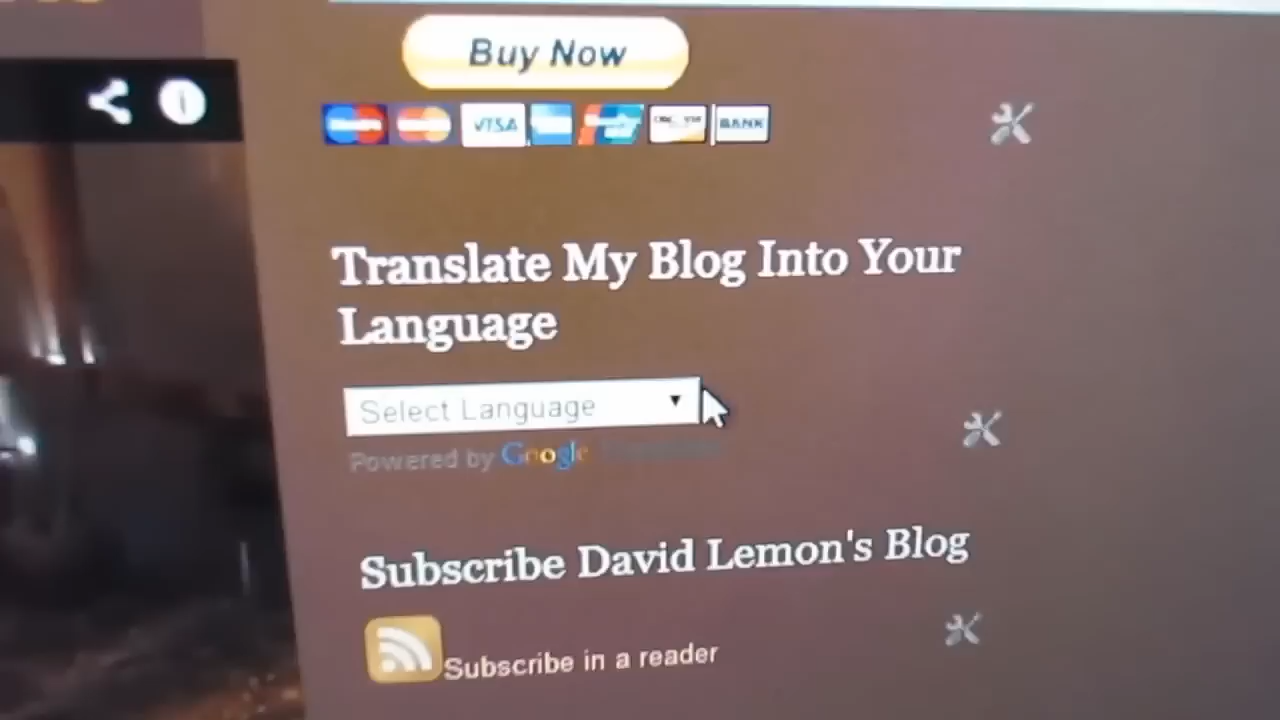 Buy Now
VISA
BANK
Translate My Blog Into Your
Language
Select Language
Powered by Google
Subscribe David Lemon's Blog
Subscribe in a reader